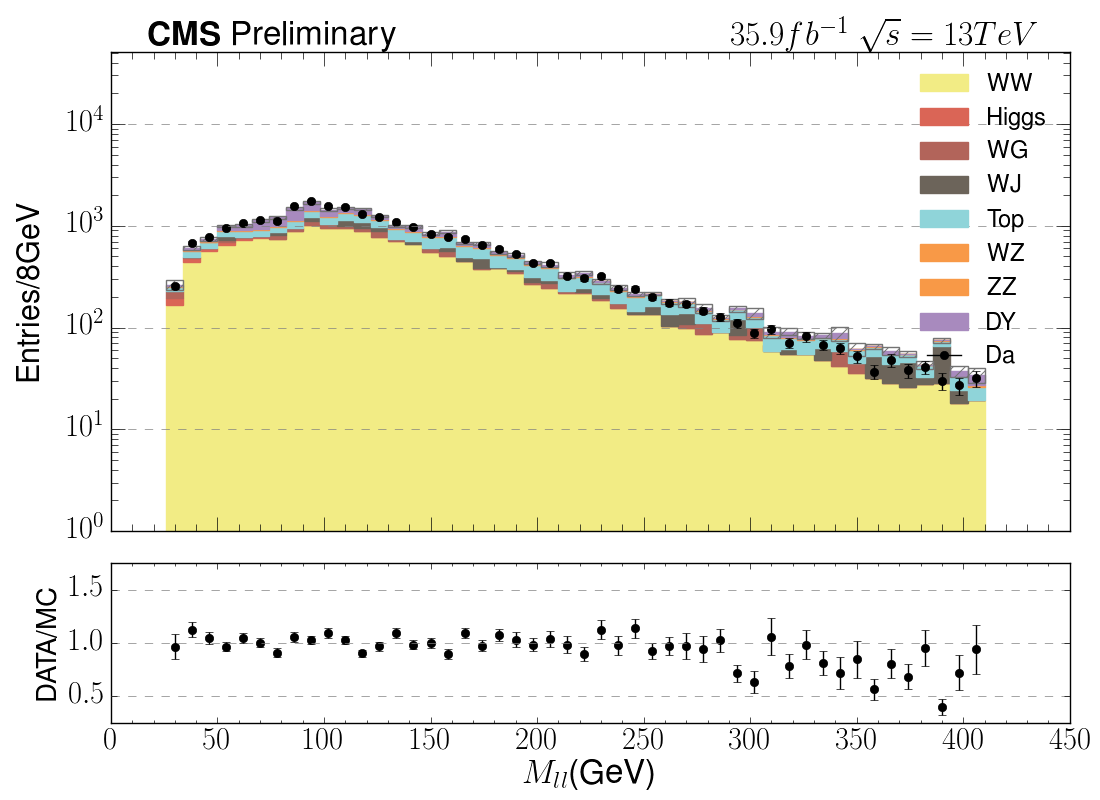 CMS Preliminary 35.9fb⁻¹ √s = 13TeV
WW
Higgs
WG
WJ
Top
WZ
ZZ
DY
Da
Entries/8GeV
10⁴
10³
10²
10¹
10⁰
DATA/MC
1.5
1.0
0.5
0 50 100 150 200 250 300 350 400 450
M_{ll}(GeV)